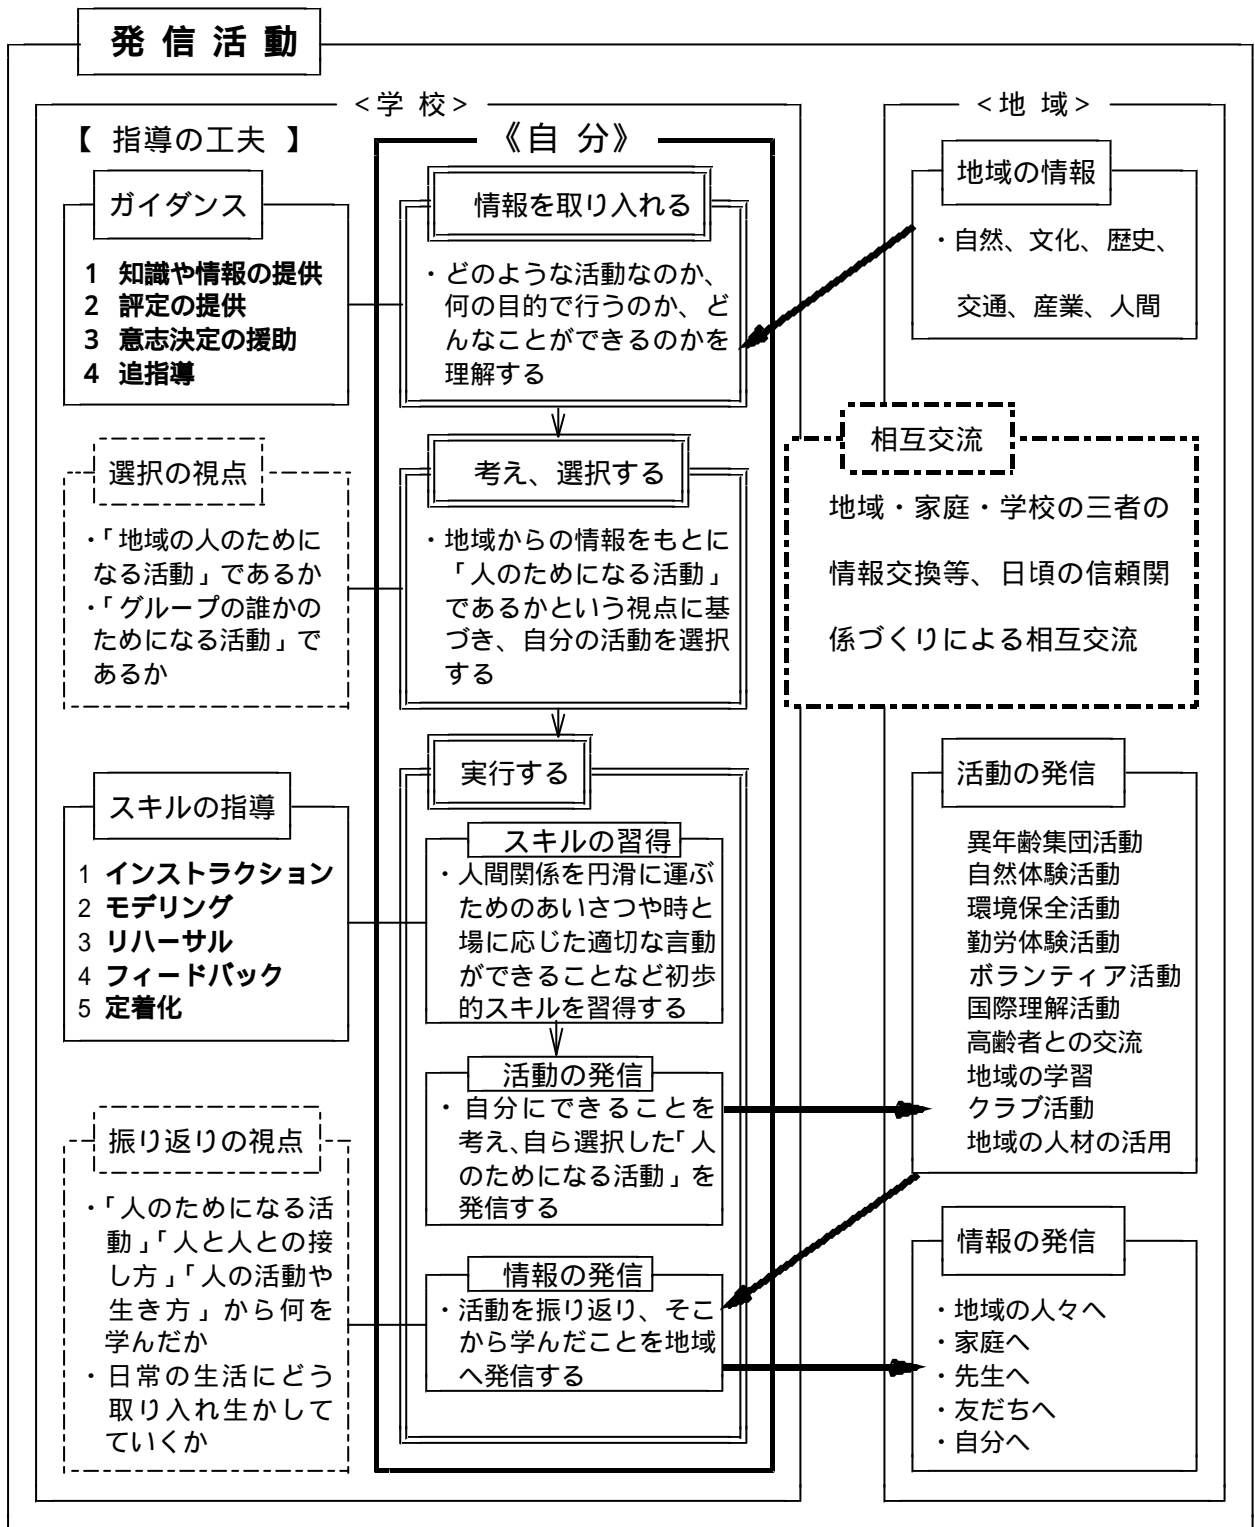 発信活動
<学校>
【 指導の工夫 】
ガイダンス
1 知識や情報の提供
2 評定の提供
3 意志決定の援助
4 追指導
選択の視点
・「地域の人のために
なる活動」であるか
・「グループの誰かの
ためになる活動」で
あるか
スキルの指導
1 インストラクション
2 モデリング
3 リハーサル
4 フィードバック
5 定着化
振り返りの視点
・「人のためになる活
動」「人と人との接
し方」「人の活動や
生き方」から何を
学んだか
・日常の生活にどう
取り入れ生かして
ていくか
《自 分》
情報を取り入れる
・どのような活動なのか、
何の目的で行うのか、ど
んなことができるのかを
理解する
考え、選択する
・地域からの情報をもとに
「人のためになる活動」
であるかという視点に基
づき、自分の活動を選択
する
実行する
スキルの習得
・人間関係を円滑に運ぶ
ためのあいさつや時と
場に応じた適切な言動
ができることなど初歩
的スキルを習得する
活動の発信
・自分にできることを
考え、自ら選択した「人
のためになる活動」を
発信する
情報の発信
・活動を振り返り、そこ
から学んだことを地域
へ発信する
<地域>
地域の情報
・自然、文化、歴史、
交通、産業、人間
相互交流
地域・家庭・学校の三者の
情報交換等、日頃の信頼関
係づくりによる相互交流
活動の発信
異年齢集団活動
自然体験活動
環境保全活動
勤労体験活動
ボランティア活動
国際理解活動
高齢者との交流
地域の学習
クラブ活動
地域の人材の活用
情報の発信
・地域の人々へ
・家庭へ
・先生へ
・友だちへ
・自分へ